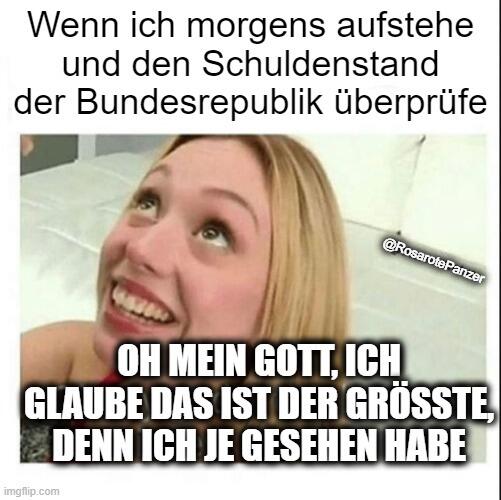 Wenn ich morgens aufstehe
und den Schuldenstand
der Bundesrepublik überprüfe
@RosarotePanzer
OH MEIN GOTT, ICH
GLAUBE DAS IST DER GRÖSSTE,
DENN ICH JE GESEHEN HABE
imgflip.com